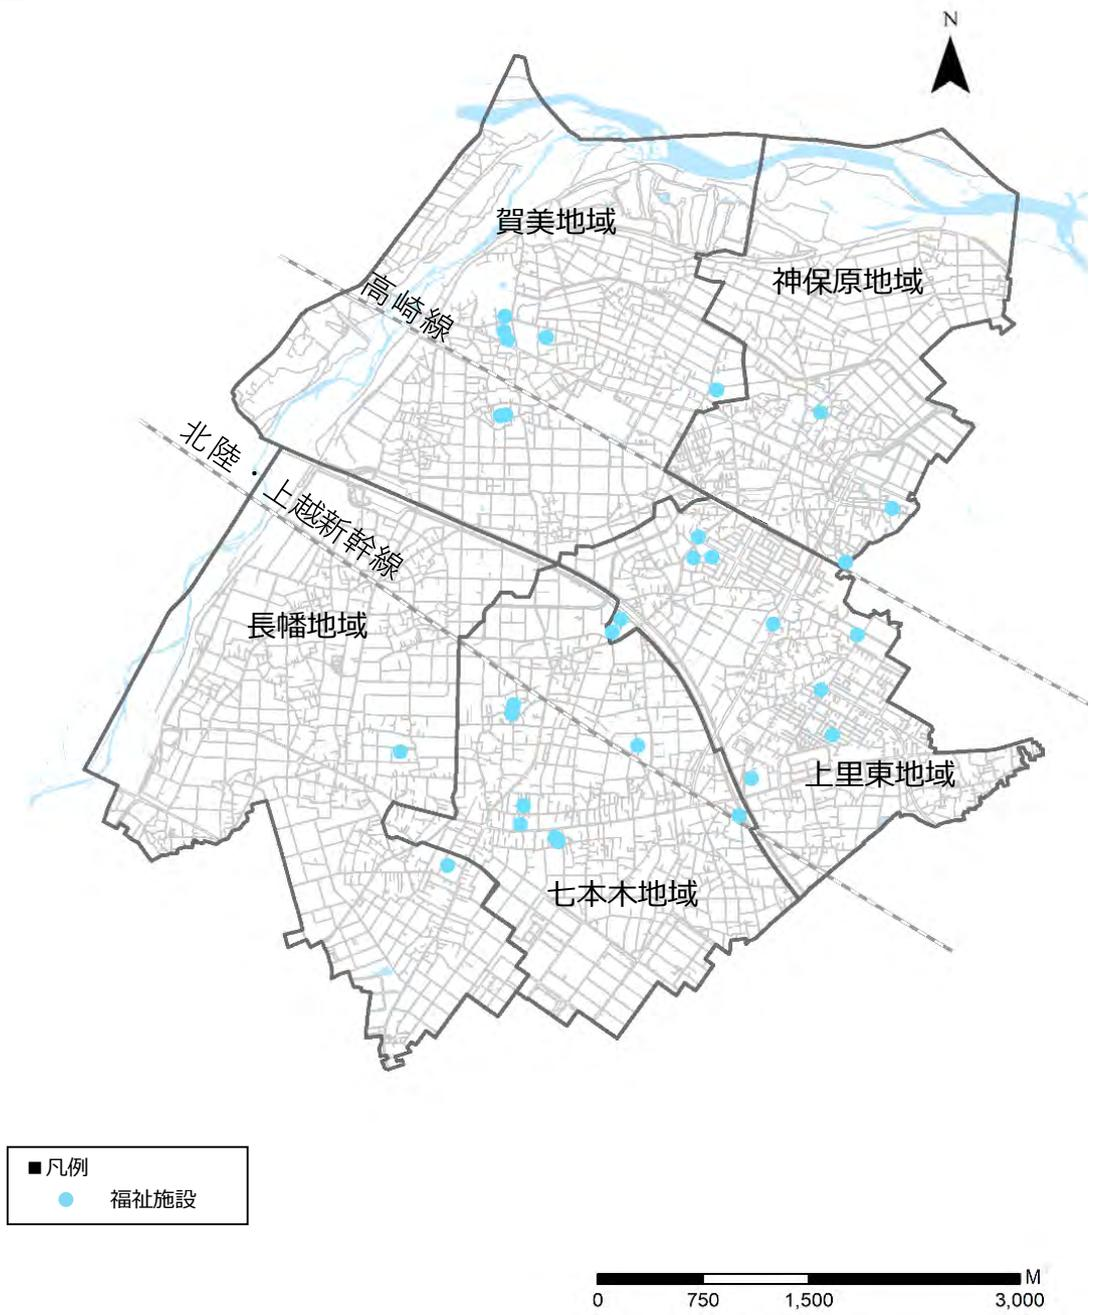 N
賀美地域
神保原地域
高崎線
北陸・上越新幹線
長幡地域
上里東地域
七本木地域
■凡例
福祉施設
M
0 750 1,500 3,000